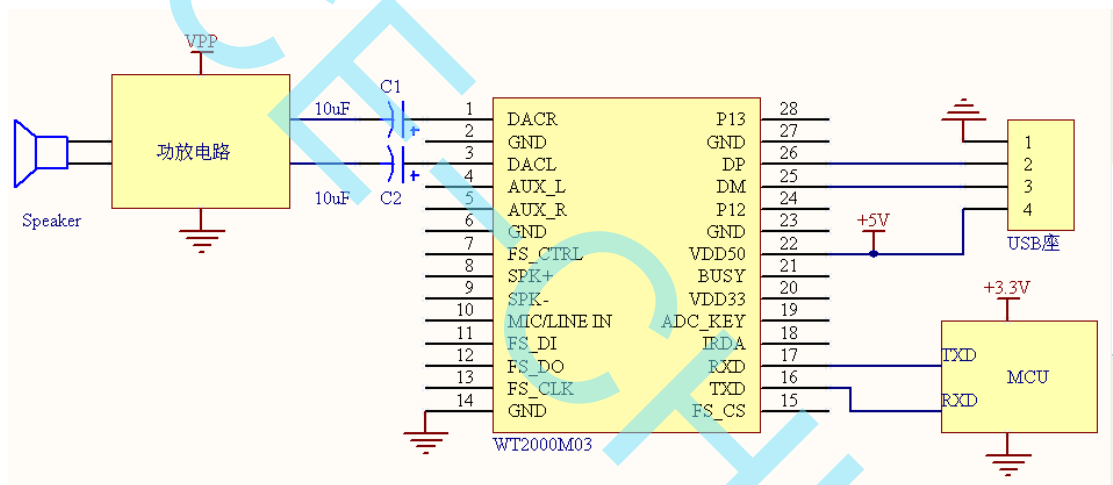 VPP
功放电路
Speaker
10uF
C1
10uF
C2
+
+
1 DACR P13 28
2 GND GND 27
3 DACL DP 26
4 AUX_L DM 25
5 AUX_R P12 24
6 GND GND 23
7 FS_CTRL VDD50 22
8 SPK+ BUSY 21
9 SPK- VDD33 20
10 MIC/LINE IN ADC_KEY 19
11 FS_DI IRDA 18
12 FS_DO RXD 17
13 FS_CLK TXD 16
14 GND FS_CS 15
WT2000M03
1
2
3
4
USB座
+5V
+3.3V
TXD
MCU
RXD